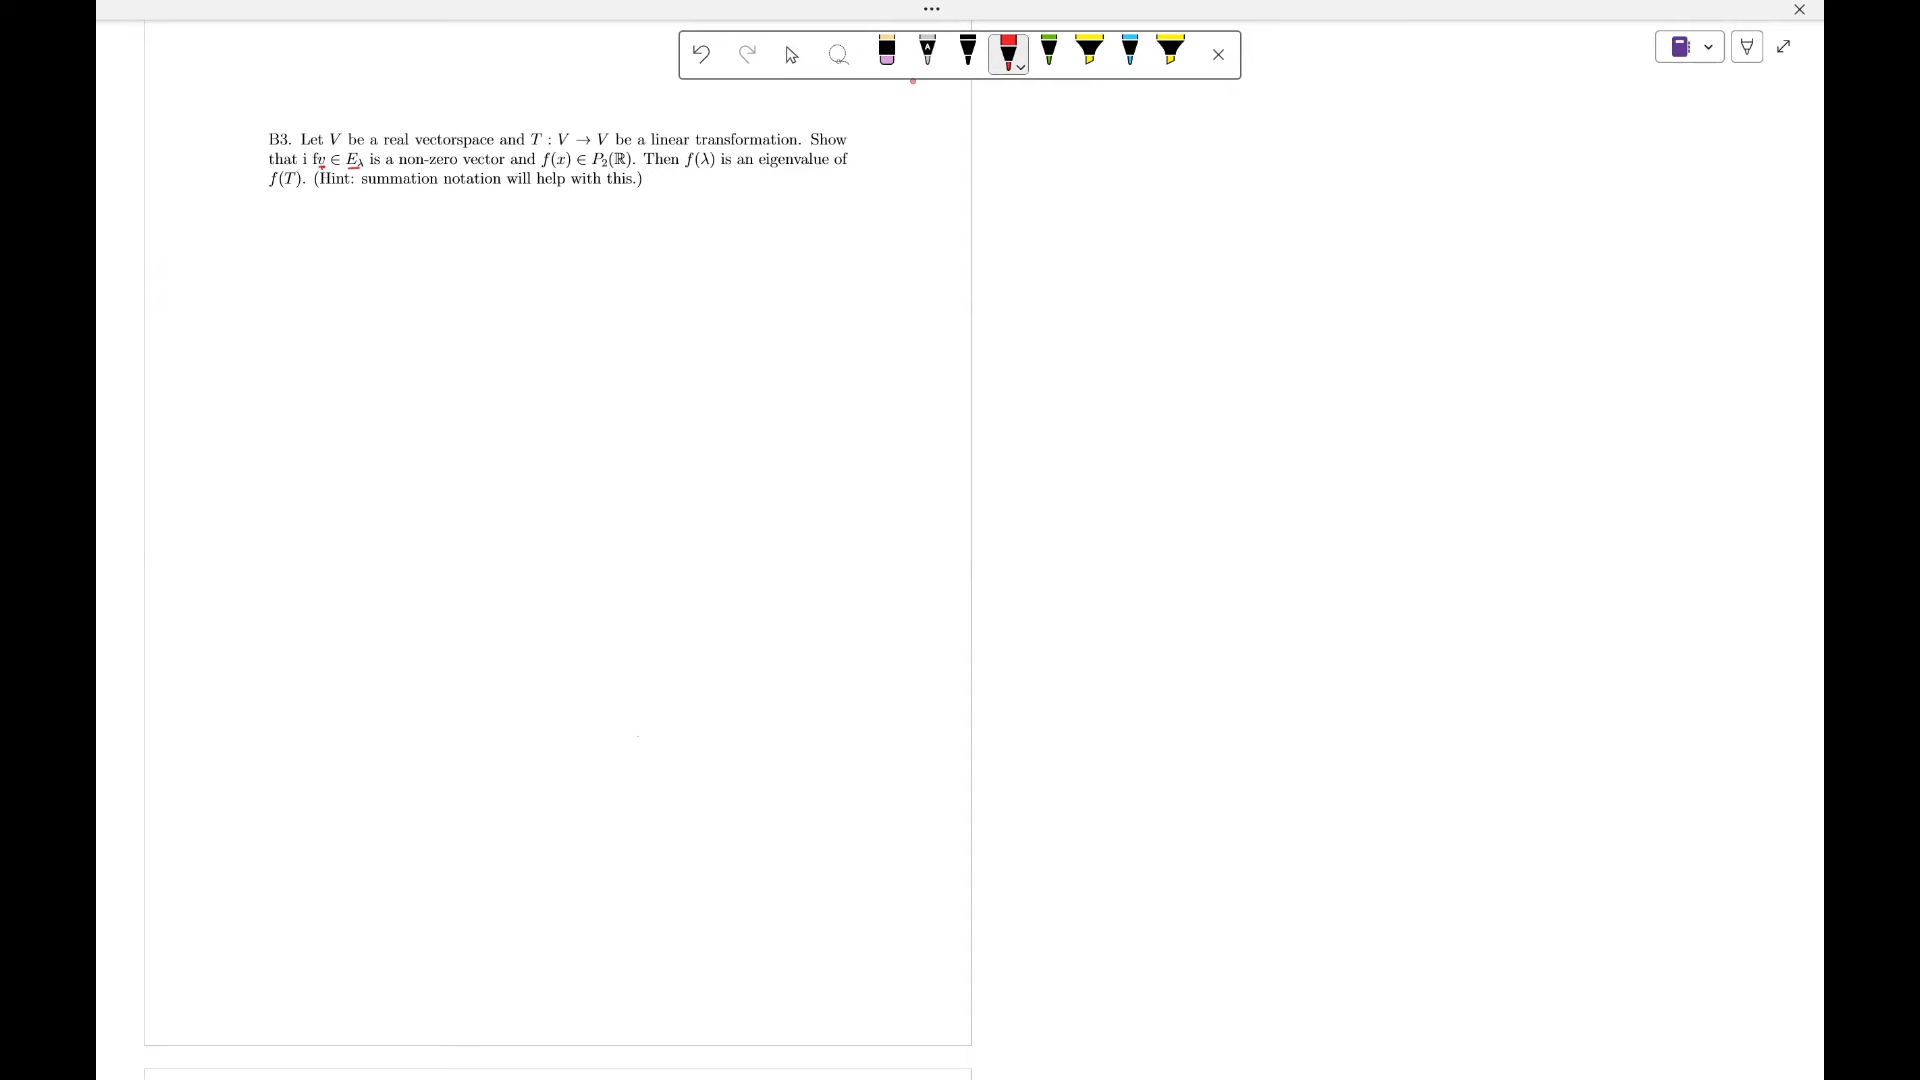 B3. Let V be a real vectorspace and T : V → V be a linear transformation. Show
that i fv ∈ E_λ is a non-zero vector and f(x) ∈ P₂(ℝ). Then f(λ) is an eigenvalue of
f(T). (Hint: summation notation will help with this.)